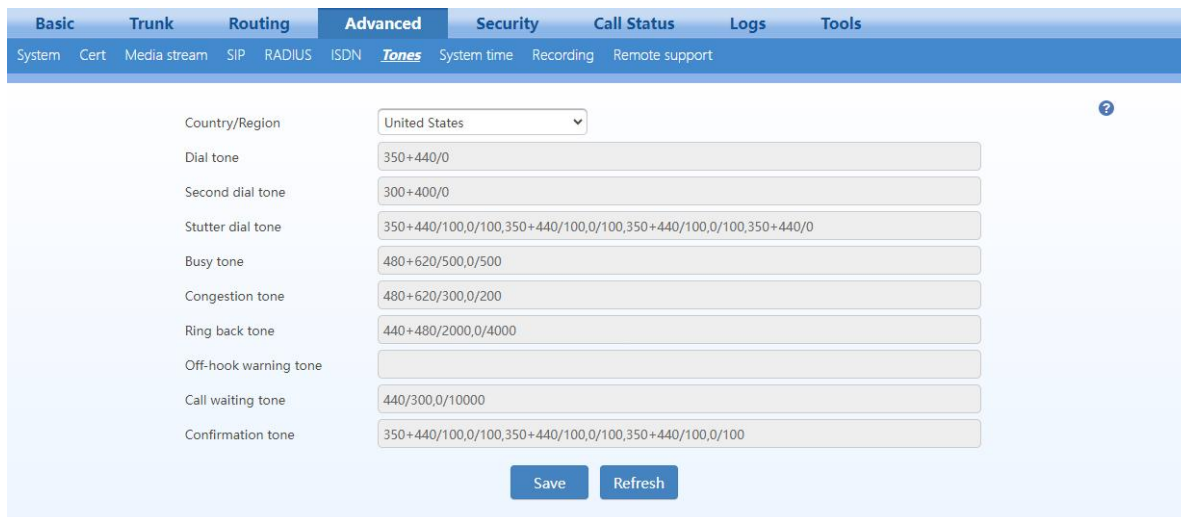 Basic Trunk Routing Advanced Security Call Status Logs Tools
System Cert Media stream SIP RADIUS ISDN Tones System time Recording Remote support
?
Country/Region United States
Dial tone 350+440/0
Second dial tone 300+400/0
Stutter dial tone 350+440/100,0/100,350+440/100,0/100,350+440/100,0/100,350+440/0
Busy tone 480+620/500,0/500
Congestion tone 480+620/300,0/200
Ring back tone 440+480/2000,0/4000
Off-hook warning tone
Call waiting tone 440/300,0/10000
Confirmation tone 350+440/100,0/100,350+440/100,0/100,350+440/100,0/100
Save Refresh